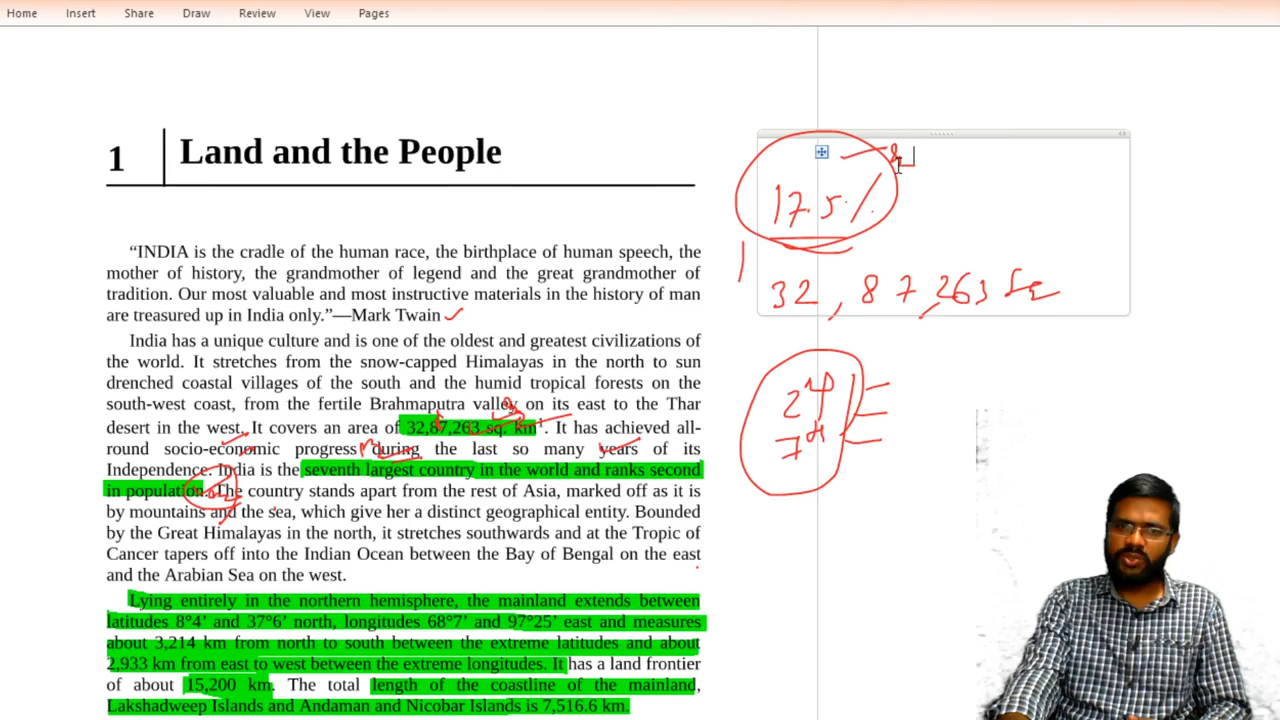 Home Insert Share Draw Review View Pages
1 Land and the People
“INDIA is the cradle of the human race, the birthplace of human speech, the
mother of history, the grandmother of legend and the great grandmother of
tradition. Our most valuable and most instructive materials in the history of man
are treasured up in India only.”—Mark Twain
India has a unique culture and is one of the oldest and greatest civilizations of
the world. It stretches from the snow-capped Himalayas in the north to sun
drenched coastal villages of the south and the humid tropical forests on the
south-west coast, from the fertile Brahmaputra valley on its east to the Thar
desert in the west. It covers an area of 32,87,263 sq. km¹. It has achieved all-
round socio-economic progress during the last so many years of its
Independence. India is the seventh largest country in the world and ranks second
in population. The country stands apart from the rest of Asia, marked off as it is
by mountains and the sea, which give her a distinct geographical entity. Bounded
by the Great Himalayas in the north, it stretches southwards and at the Tropic of
Cancer tapers off into the Indian Ocean between the Bay of Bengal on the east
and the Arabian Sea on the west.
Lying entirely in the northern hemisphere, the mainland extends between
latitudes 8°4’ and 37°6’ north, longitudes 68°7’ and 97°25’ east and measures
about 3,214 km from north to south between the extreme latitudes and about
2,933 km from east to west between the extreme longitudes. It has a land frontier
of about 15,200 km. The total length of the coastline of the mainland,
Lakshadweep Islands and Andaman and Nicobar Islands is 7,516.6 km.
17.5%
32,87,263 Sq
2nd
7th